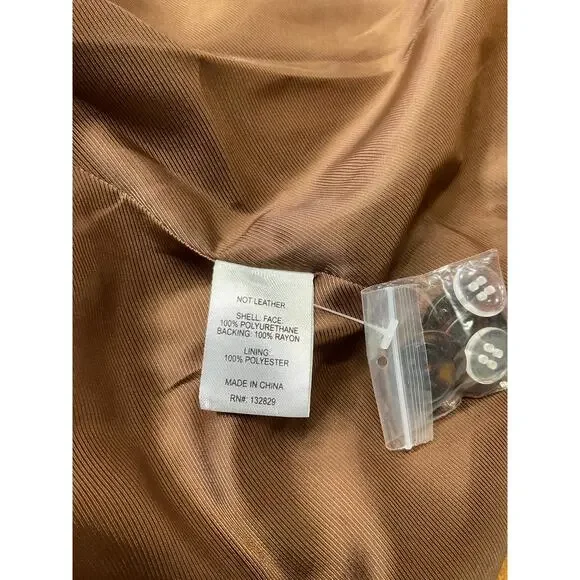 NOT LEATHER
SHELL: FACE:
100% POLYURETHANE
BACKING: 100% RAYON
LINING:
100% POLYESTER
MADE IN CHINA
RN#: 132829